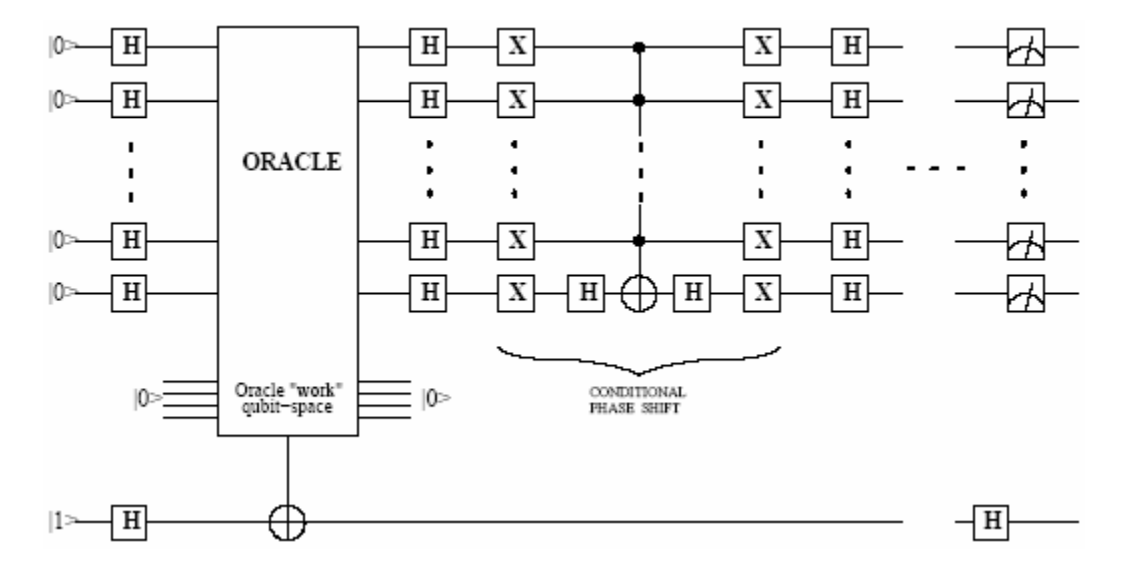 |0> H H X X H
|0> H H X X H
ORACLE
|0> H H X X H
|0> H H X H H X H
|0> Oracle "work" |0>
qubit-space
CONDITIONAL
PHASE SHIFT
|1> H H